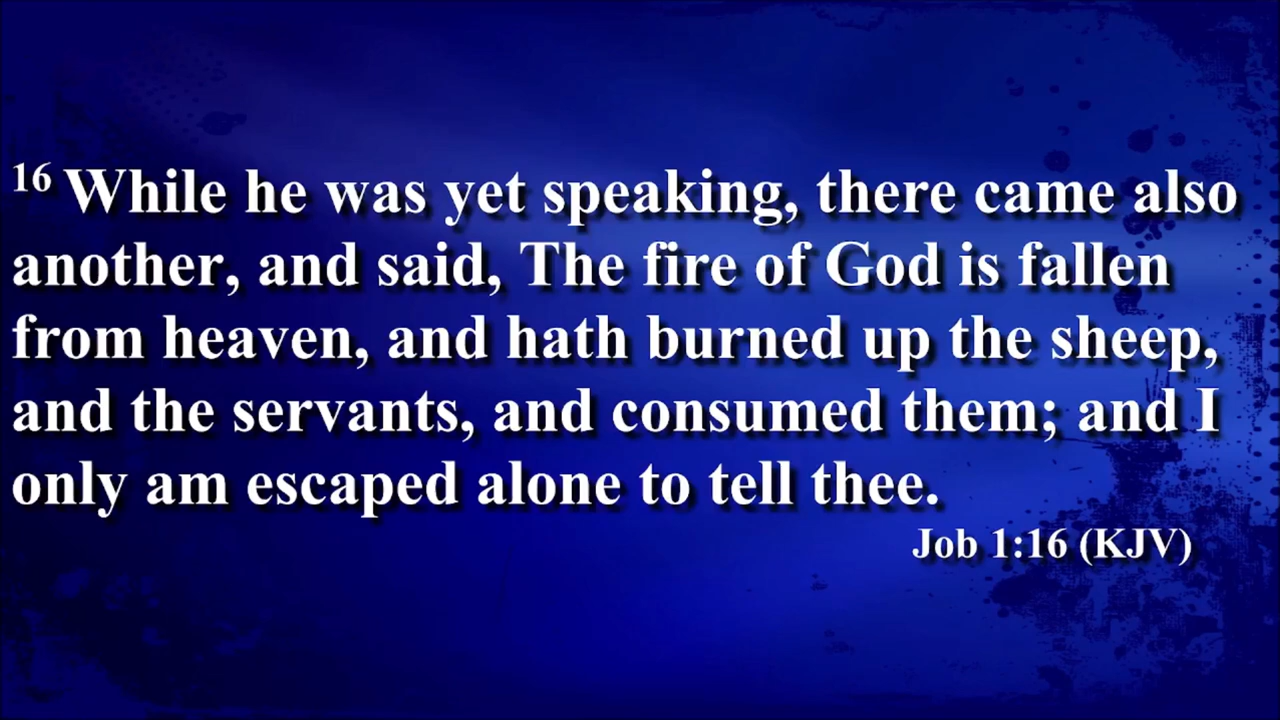 16 While he was yet speaking, there came also
another, and said, The fire of God is fallen
from heaven, and hath burned up the sheep,
and the servants, and consumed them; and I
only am escaped alone to tell thee.
Job 1:16 (KJV)